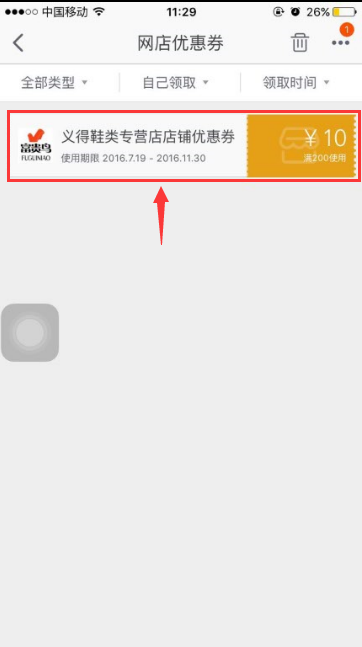 中国移动 11:29 26%
网店优惠券 1
全部类型 自己领取 领取时间
义得鞋类专营店店铺优惠券 ¥10
富贵鸟
FUGUINIAO 使用期限 2016.7.19 - 2016.11.30 满200使用